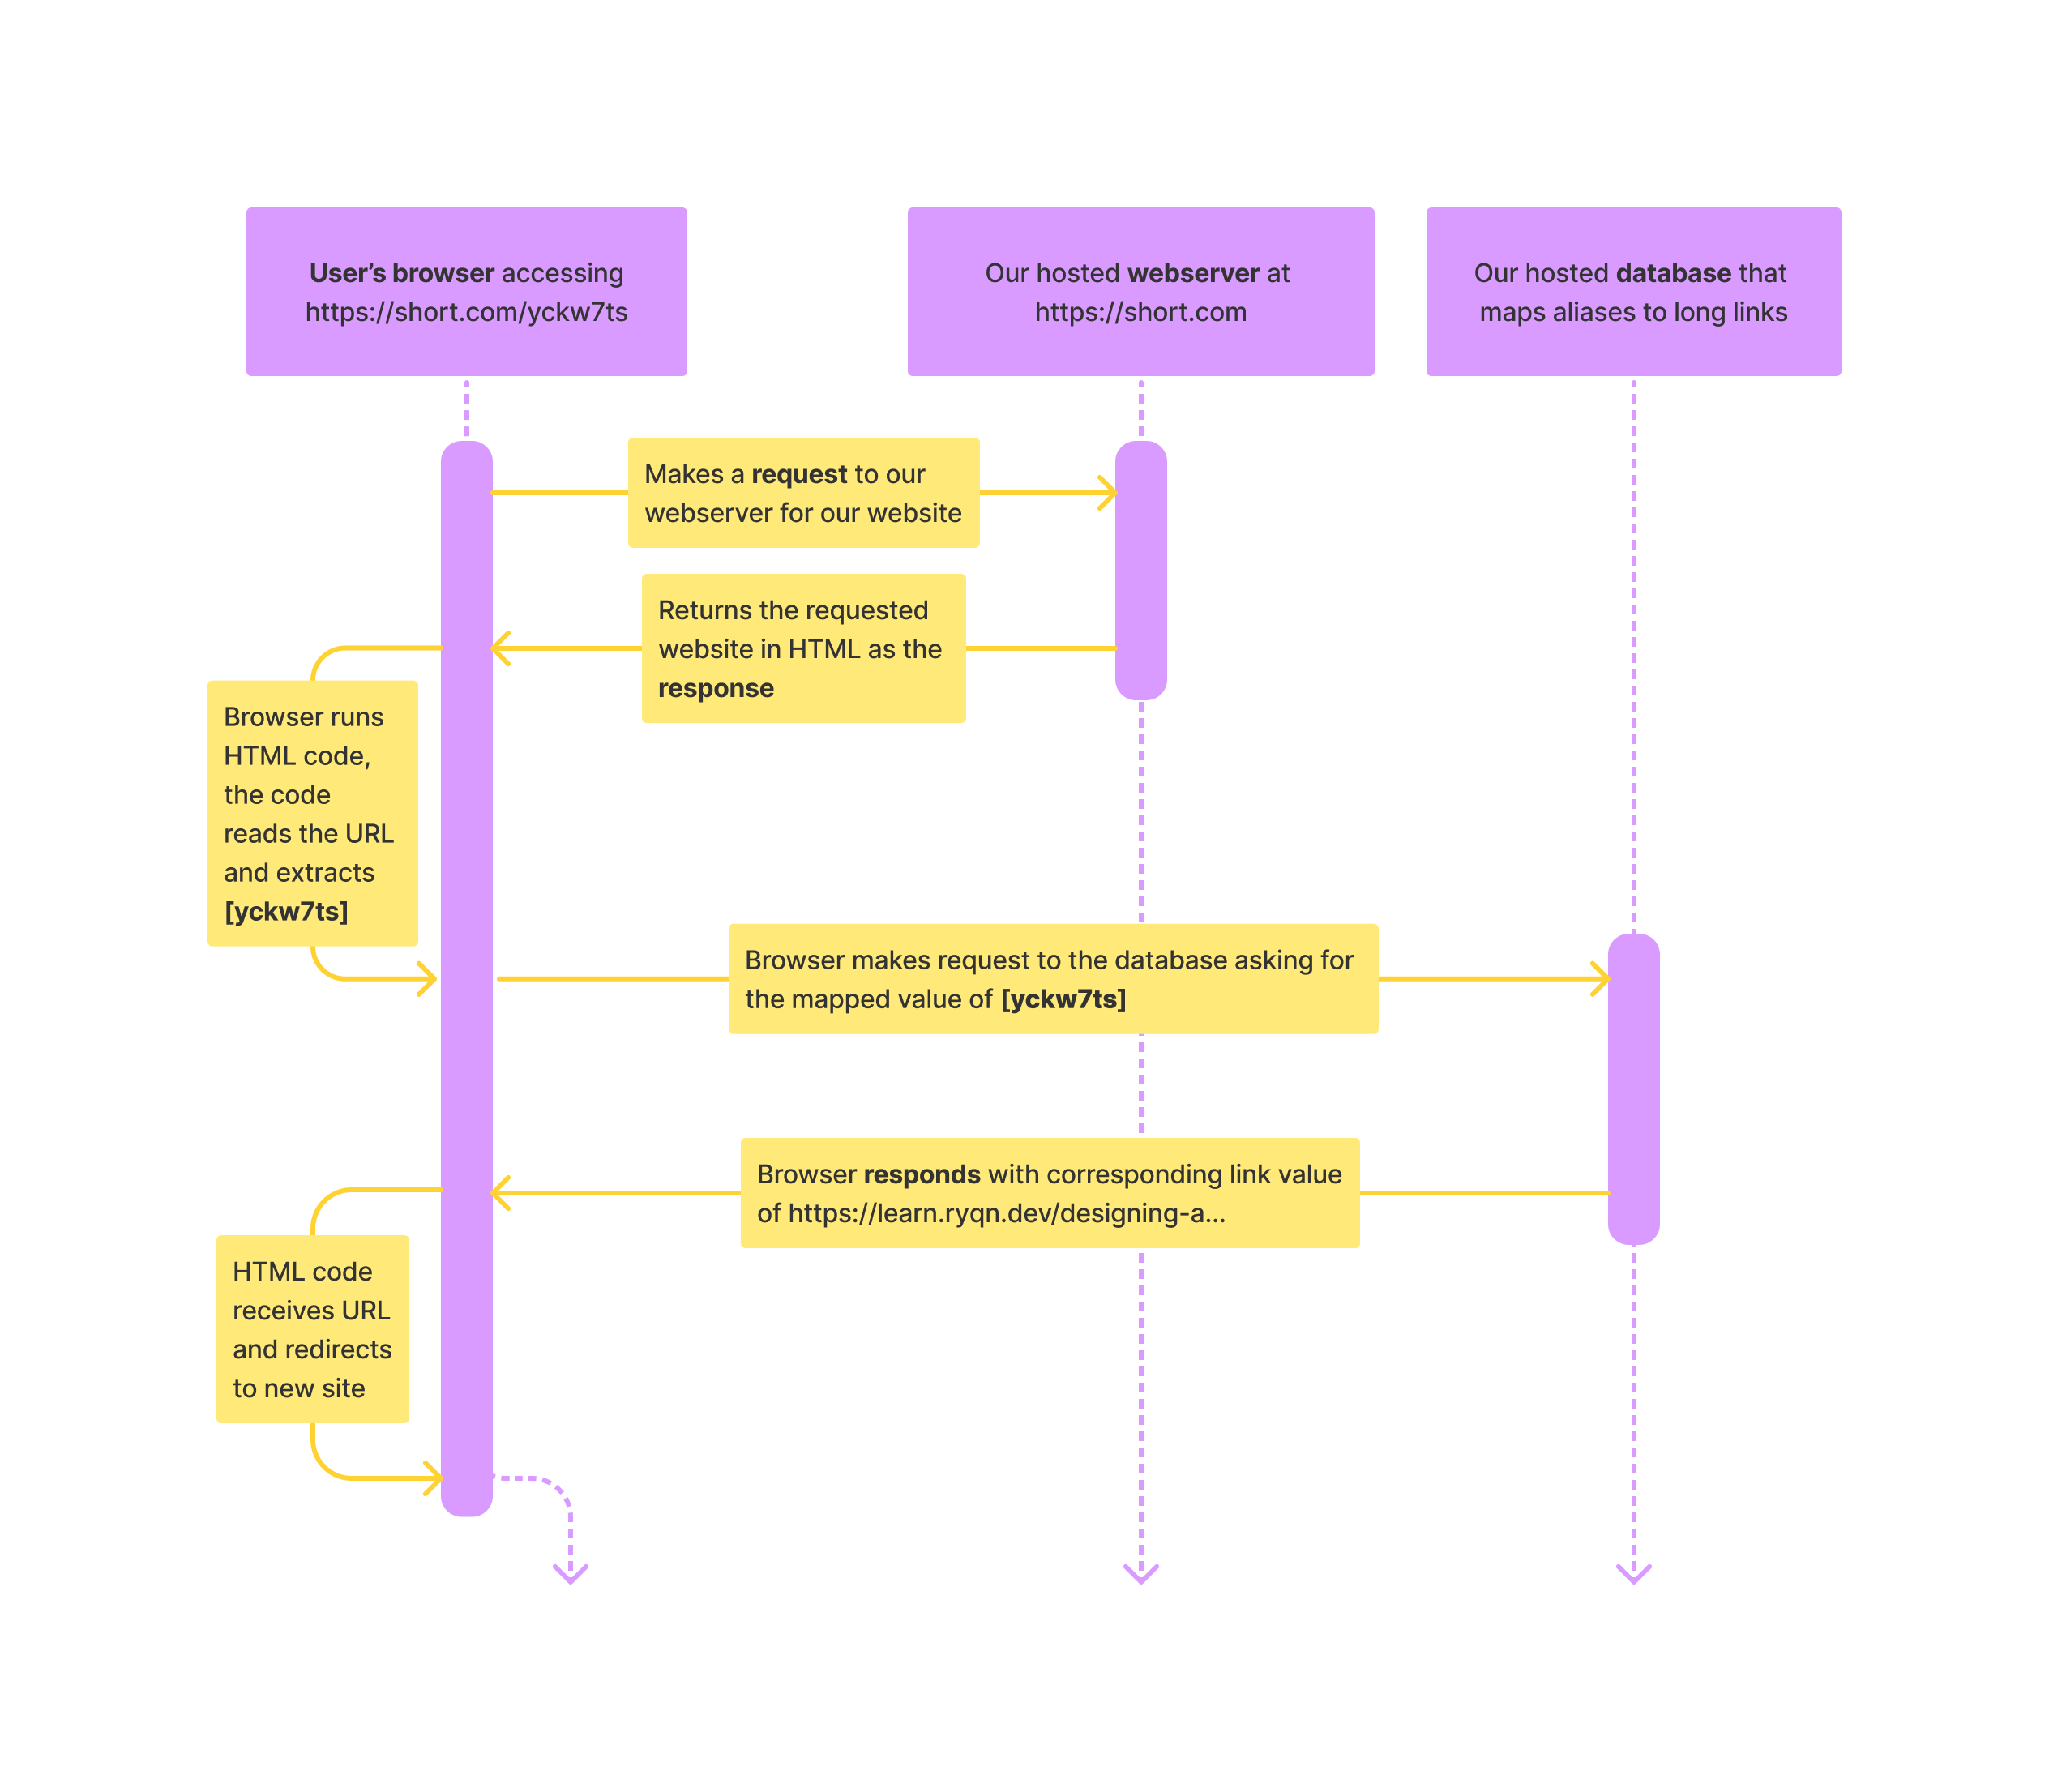 User’s browser accessing
https://short.com/yckw7ts
Our hosted webserver at
https://short.com
Our hosted database that
maps aliases to long links
Makes a request to our
webserver for our website
Returns the requested
website in HTML as the
response
Browser runs
HTML code,
the code
reads the URL
and extracts
[yckw7ts]
Browser makes request to the database asking for
the mapped value of [yckw7ts]
Browser responds with corresponding link value
of https://learn.ryqn.dev/designing-a...
HTML code
receives URL
and redirects
to new site